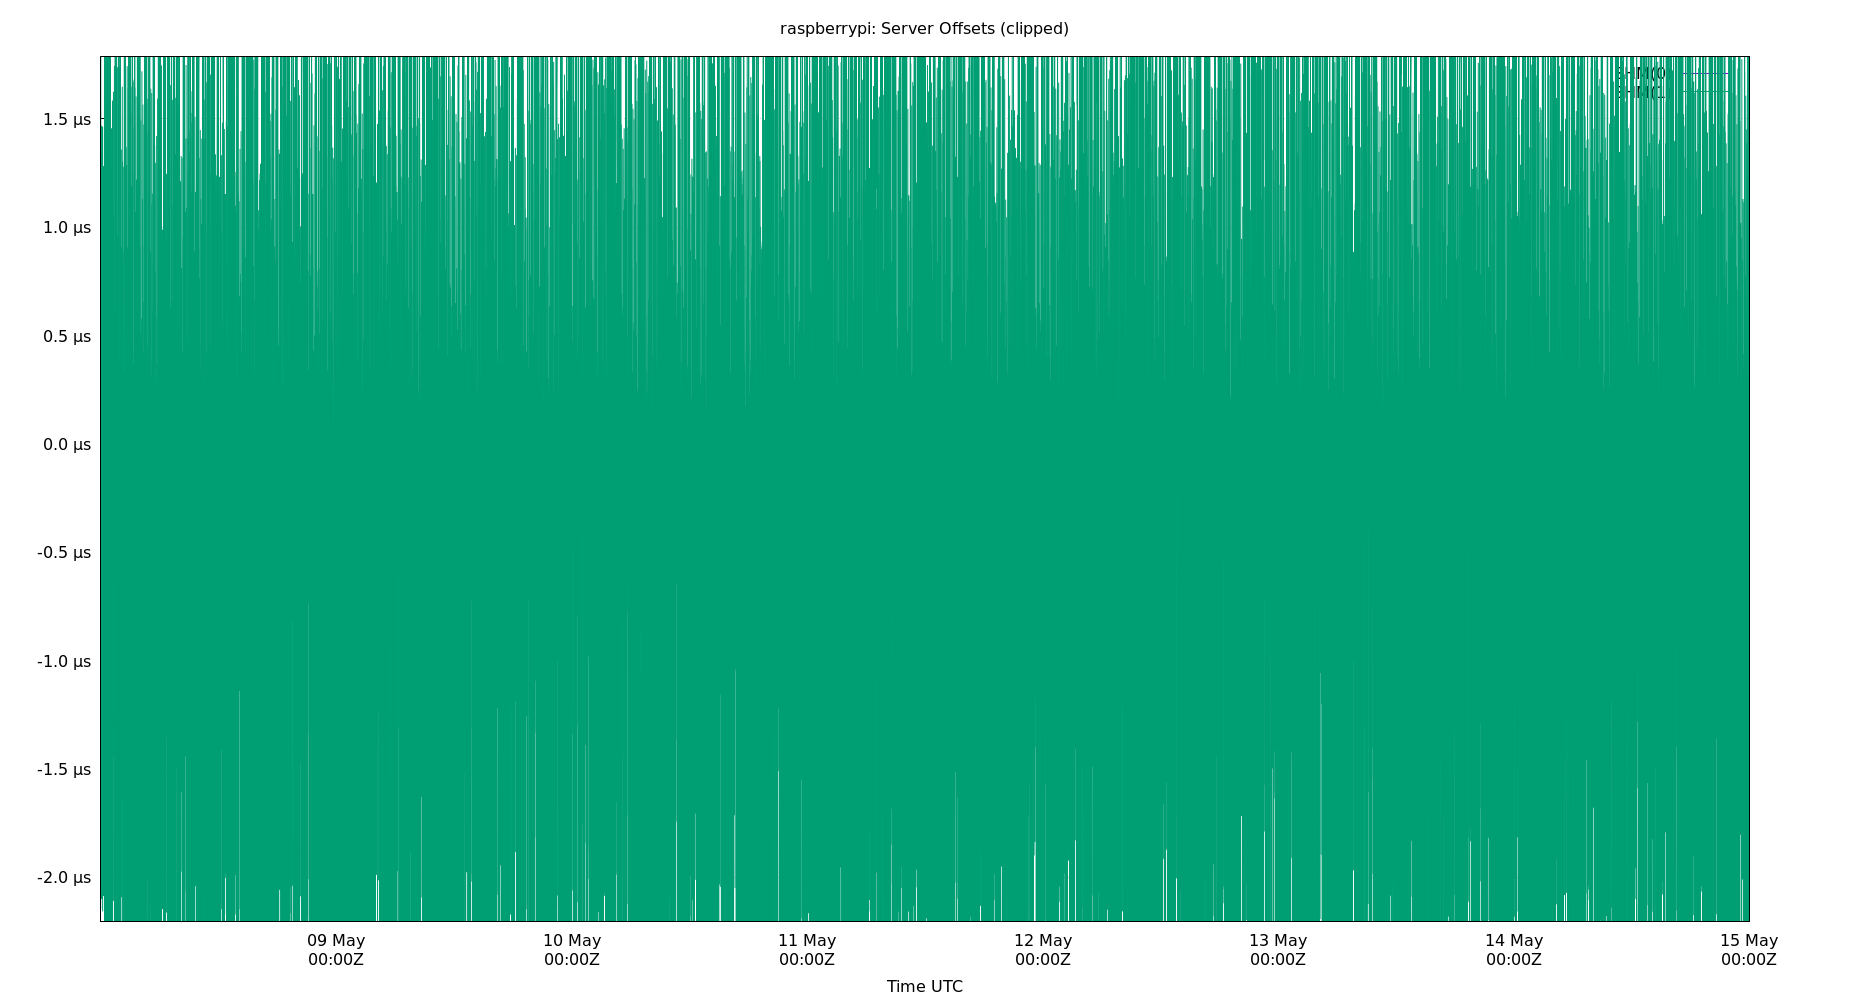 raspberrypi: Server Offsets (clipped)
1.5 µs
1.0 µs
0.5 µs
0.0 µs
-0.5 µs
-1.0 µs
-1.5 µs
-2.0 µs
09 May 10 May 11 May 12 May 13 May 14 May 15 May
00:00Z 00:00Z 00:00Z 00:00Z 00:00Z 00:00Z 00:00Z
Time UTC